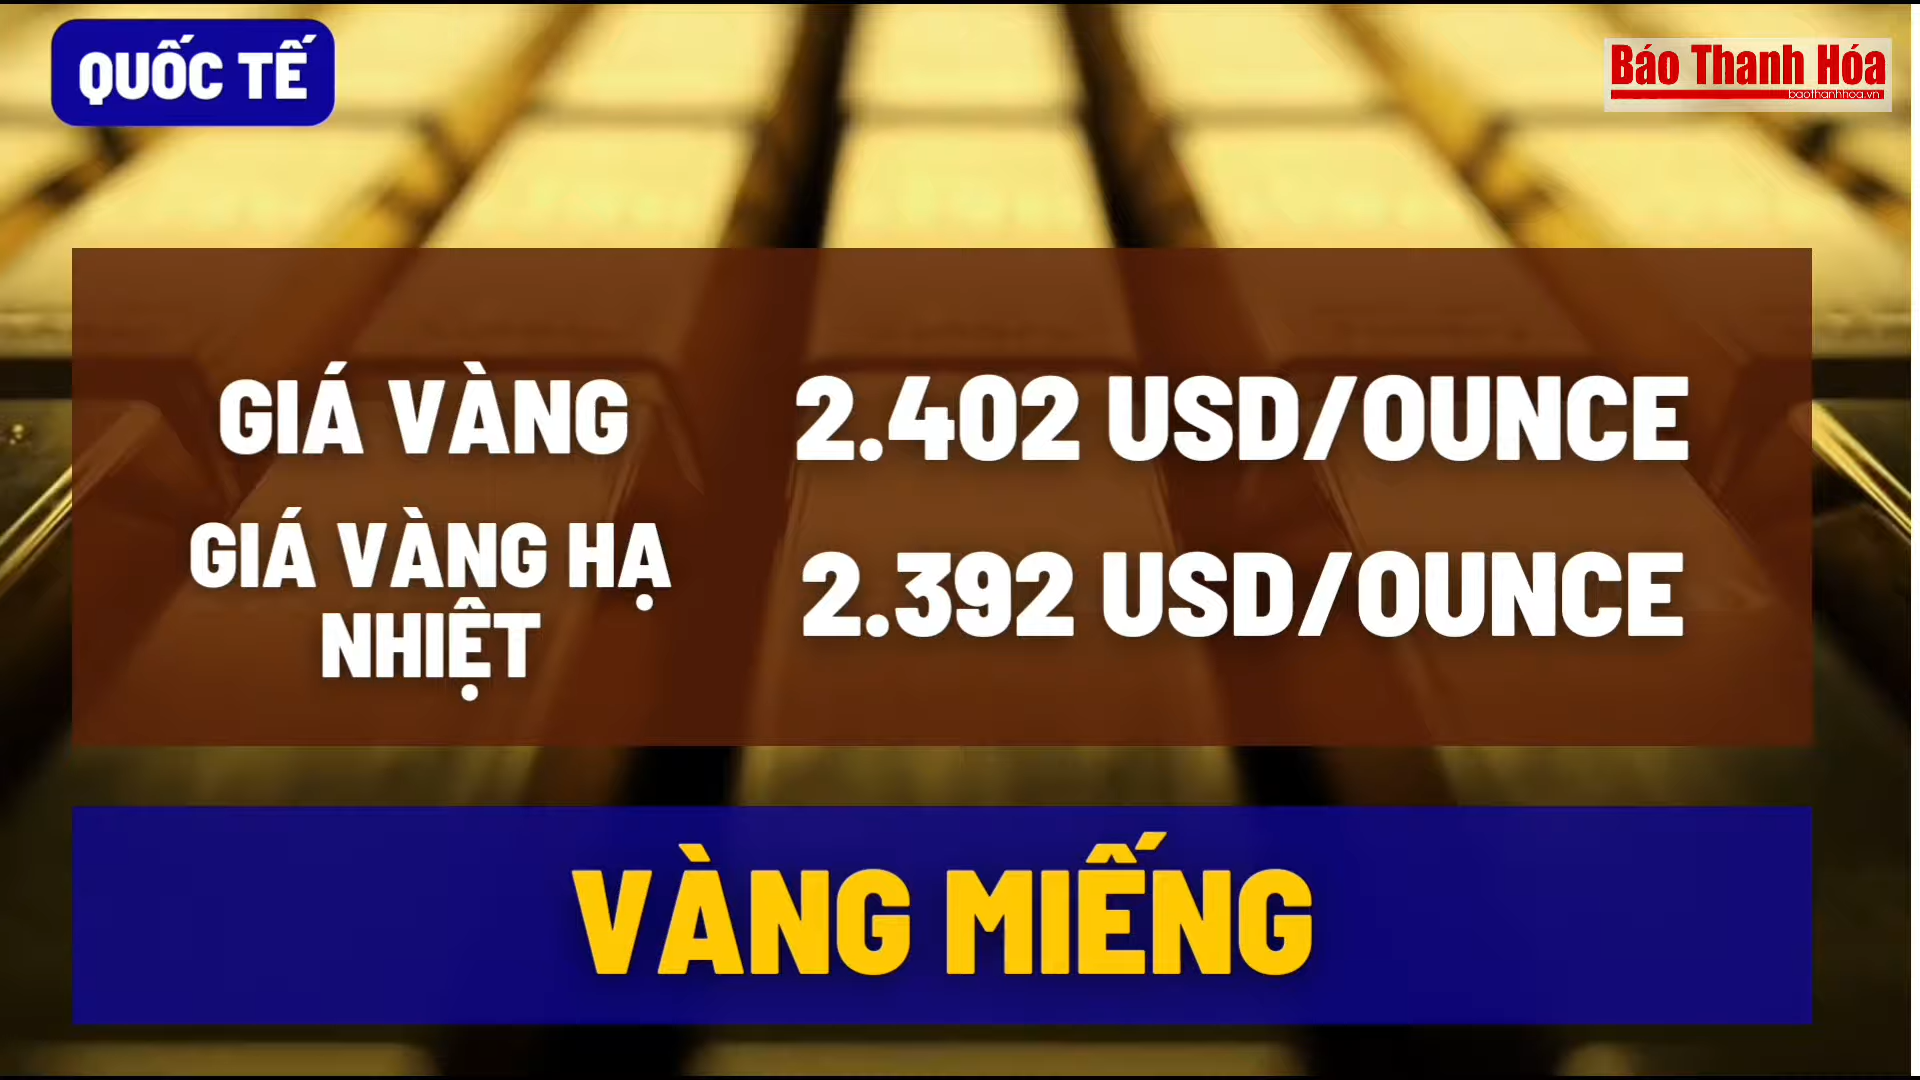 QUỐC TẾ
Báo Thanh Hóa
baothanhhoa.vn
GIÁ VÀNG
2.402 USD/OUNCE
GIÁ VÀNG HẠ
NHIỆT
2.392 USD/OUNCE
VÀNG MIẾNG